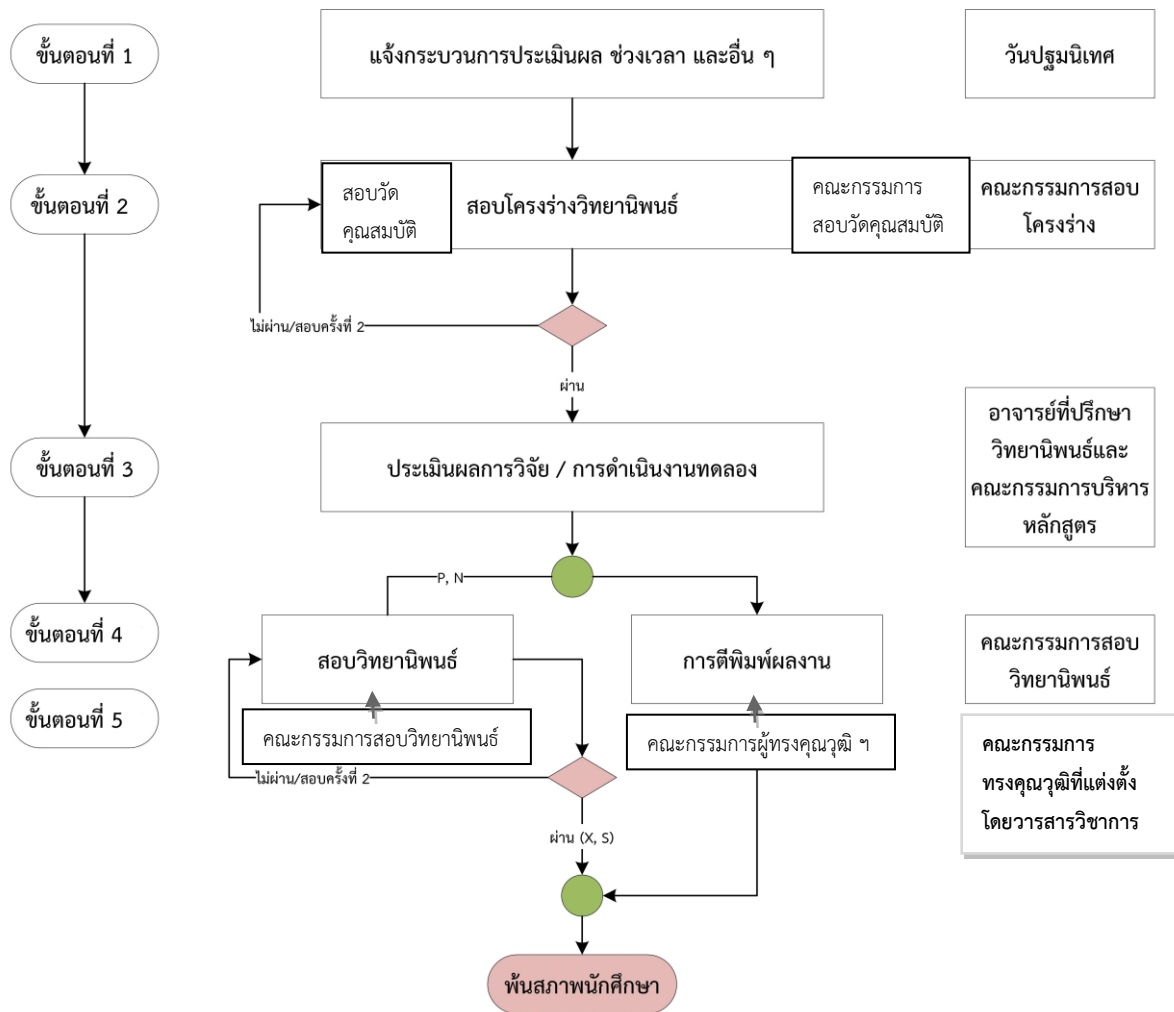 ขั้นตอนที่ 1
แจ้งกระบวนการประเมินผล ช่วงเวลา และอื่น ๆ
วันปฐมนิเทศ
ขั้นตอนที่ 2
สอบวัด
คุณสมบัติ
สอบโครงร่างวิทยานิพนธ์
คณะกรรมการ
สอบวัดคุณสมบัติ
คณะกรรมการสอบ
โครงร่าง
ไม่ผ่าน/สอบครั้งที่ 2
ผ่าน
ขั้นตอนที่ 3
ประเมินผลการวิจัย / การดำเนินงานทดลอง
อาจารย์ที่ปรึกษา
วิทยานิพนธ์และ
คณะกรรมการบริหาร
หลักสูตร
P, N
ขั้นตอนที่ 4
สอบวิทยานิพนธ์
การตีพิมพ์ผลงาน
คณะกรรมการสอบ
วิทยานิพนธ์
ขั้นตอนที่ 5
คณะกรรมการสอบวิทยานิพนธ์
คณะกรรมการผู้ทรงคุณวุฒิ ฯ
คณะกรรมการ
ทรงคุณวุฒิที่แต่งตั้ง
โดยวารสารวิชาการ
ไม่ผ่าน/สอบครั้งที่ 2
ผ่าน (X, S)
พ้นสภาพนักศึกษา